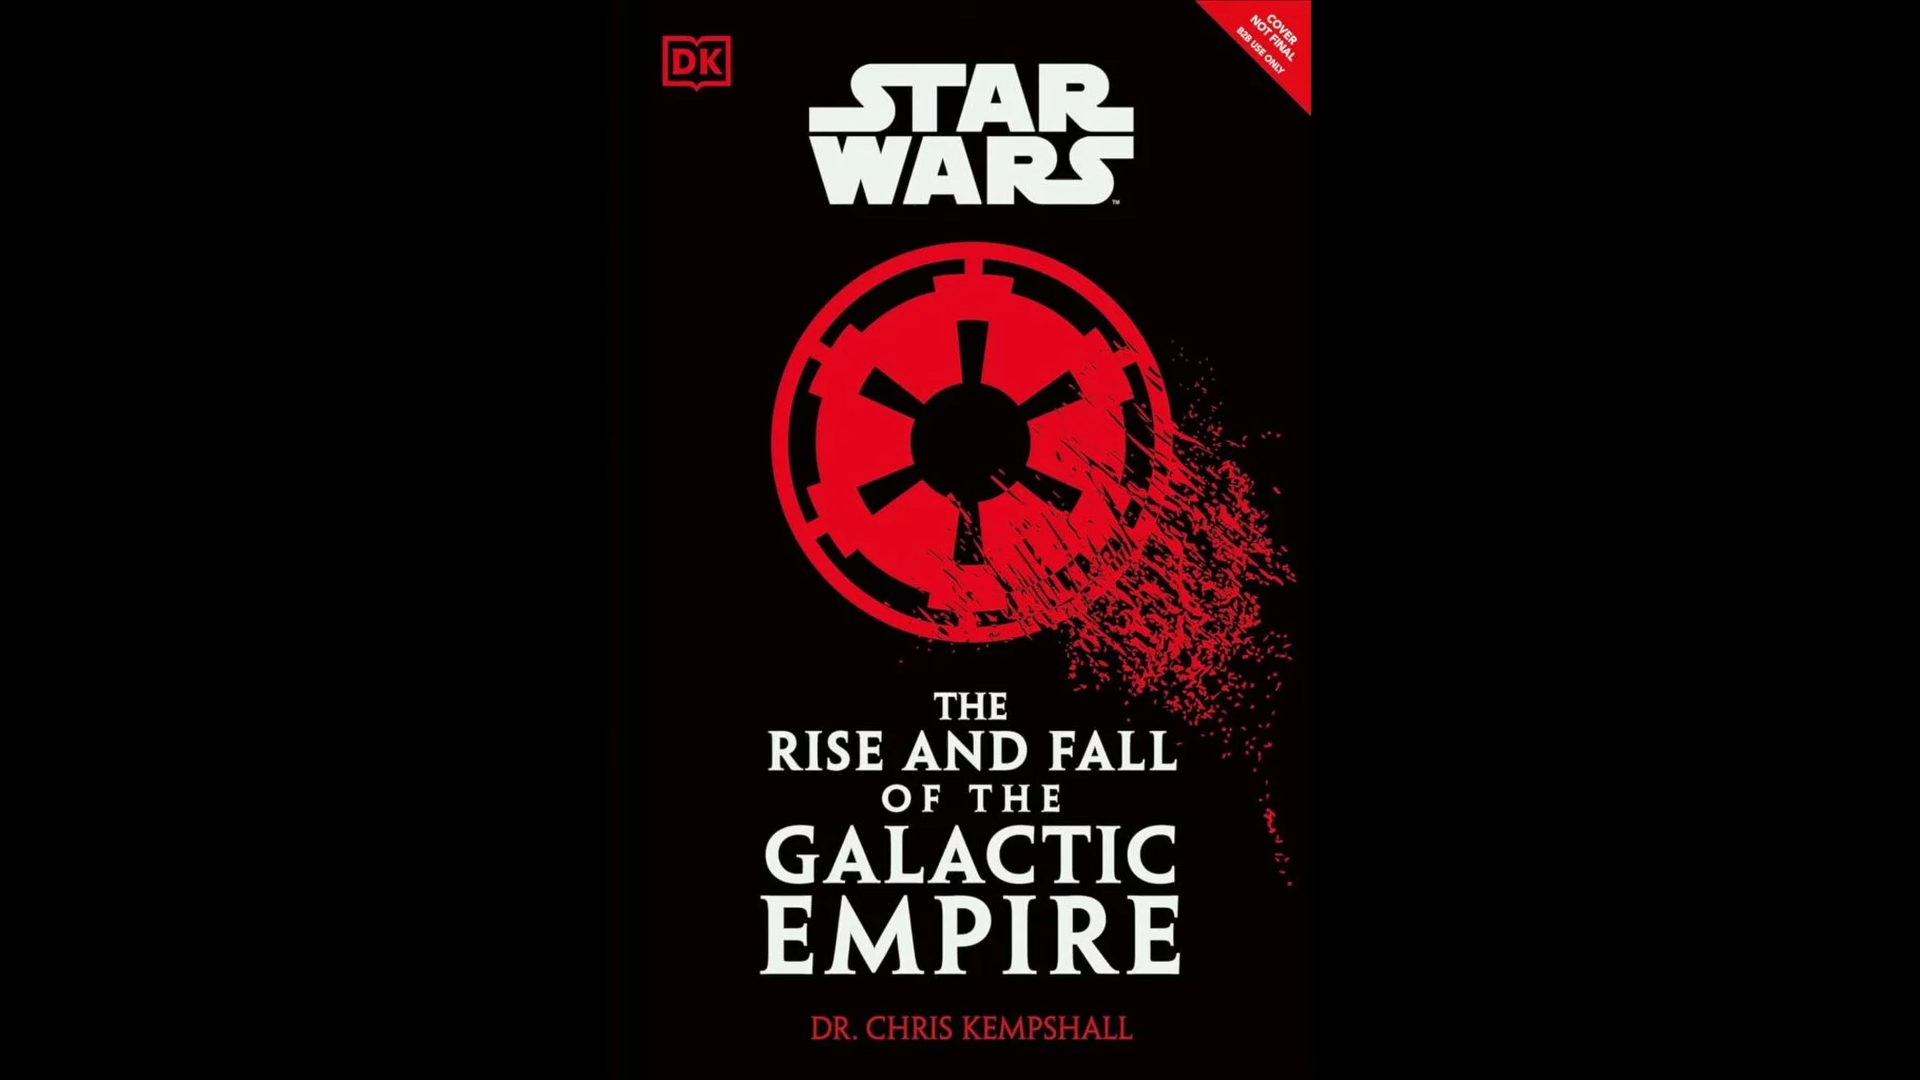 DK
COVER
NOT FINAL
B2B USE ONLY
STAR
WARS™
THE
RISE AND FALL
OF THE
GALACTIC
EMPIRE
DR. CHRIS KEMPSHALL